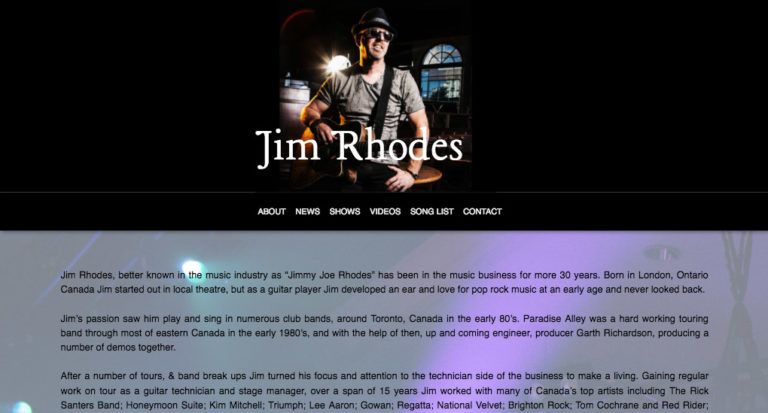 Jim Rhodes
ABOUT NEWS SHOWS VIDEOS SONG LIST CONTACT
Jim Rhodes, better known in the music industry as “Jimmy Joe Rhodes” has been in the music business for more 30 years. Born in London, Ontario
Canada Jim started out in local theatre, but as a guitar player Jim developed an ear and love for pop rock music at an early age and never looked back.
Jim’s passion saw him play and sing in numerous club bands, around Toronto, Canada in the early 80’s. Paradise Alley was a hard working touring
band through most of eastern Canada in the early 1980’s, and with the help of then, up and coming engineer, producer Garth Richardson, producing a
number of demos together.
After a number of tours, & band break ups Jim turned his focus and attention to the technician side of the business to make a living. Gaining regular
work on tour as a guitar technician and stage manager, over a span of 15 years Jim worked with many of Canada’s top artists including The Rick
Santers Band; Honeymoon Suite; Kim Mitchell; Triumph; Lee Aaron; Gowan; Regatta; National Velvet; Brighton Rock; Tom Cochrane and Red Rider;